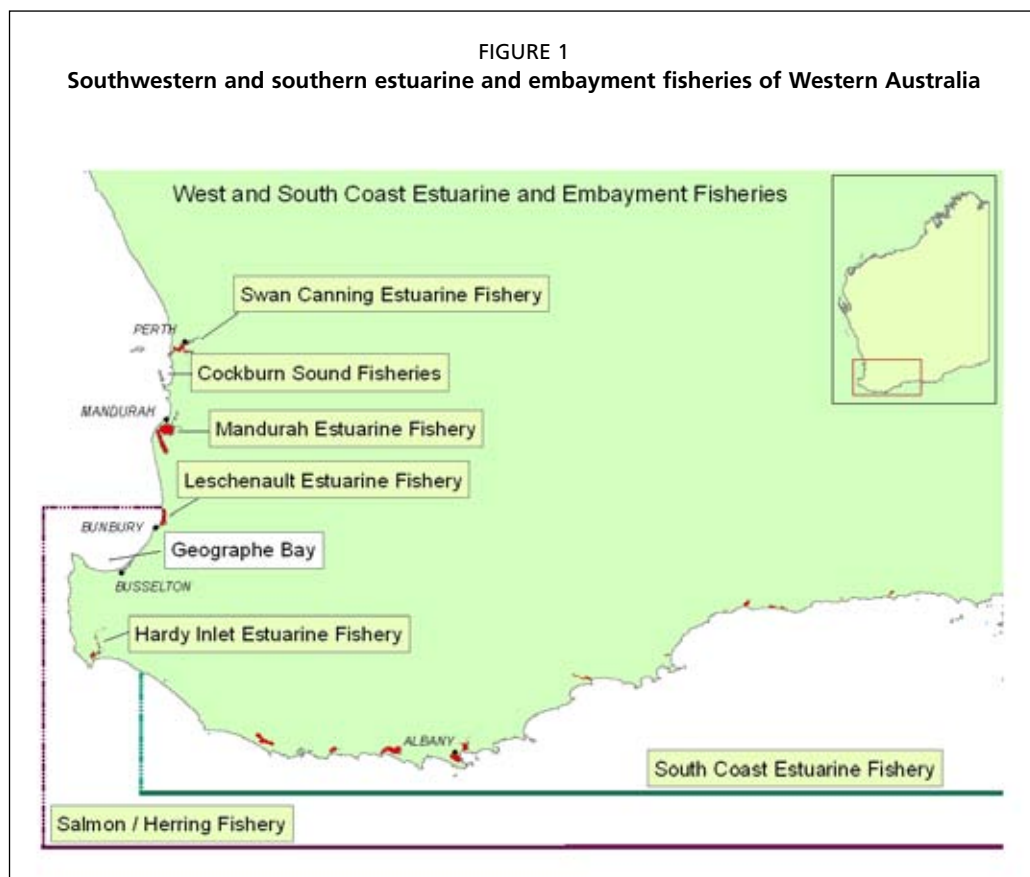 FIGURE 1
Southwestern and southern estuarine and embayment fisheries of Western Australia
West and South Coast Estuarine and Embayment Fisheries
Swan Canning Estuarine Fishery
PERTH
Cockburn Sound Fisheries
MANDURAH
Mandurah Estuarine Fishery
Leschenault Estuarine Fishery
BUNBURY
Geographe Bay
BUSSELTON
Hardy Inlet Estuarine Fishery
ALBANY
South Coast Estuarine Fishery
Salmon / Herring Fishery